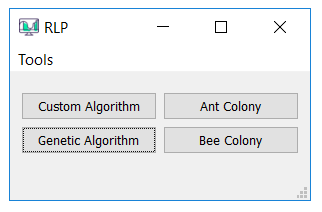 RLP
Tools
Custom Algorithm Ant Colony
Genetic Algorithm Bee Colony